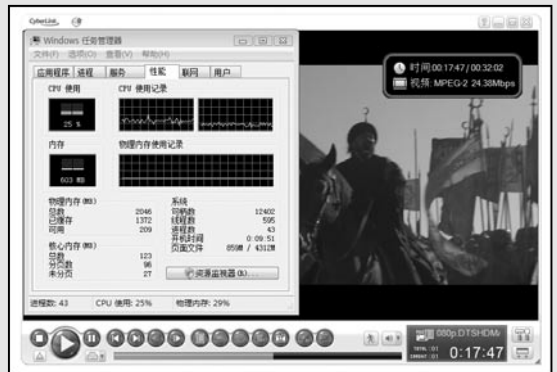 CyberLink
Windows 任务管理器
文件(F) 选项(O) 查看(V) 帮助(H)
应用程序 进程 服务 性能 联网 用户
CPU 使用 CPU 使用记录
25 %
内存 物理内存使用记录
603 MB
物理内存 (MB)
总数 2046
已缓存 1372
可用 209
核心内存 (MB)
总数 123
分页数 96
未分页 27
系统
句柄数 12402
线程数 595
进程数 43
开机时间 0:09:51
页面文件 859M / 4312M
资源监视器(R)...
进程数: 43 CPU 使用: 25% 物理内存: 29%
时间:00:17:47/00:32:02
视频: MPEG-2 24.38Mbps
080p.DTSHDM/
TOTAL :01
CURRENT :01
0:17:47